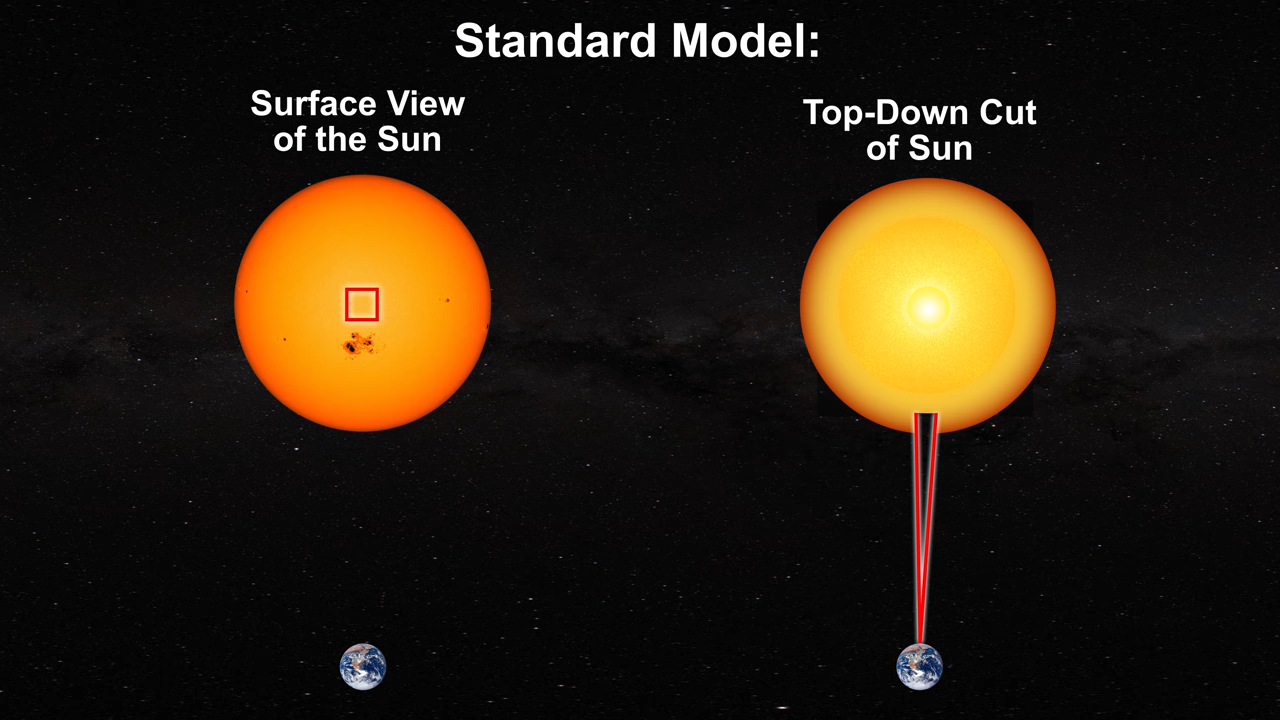 Standard Model:
Surface View
of the Sun
Top-Down Cut
of Sun